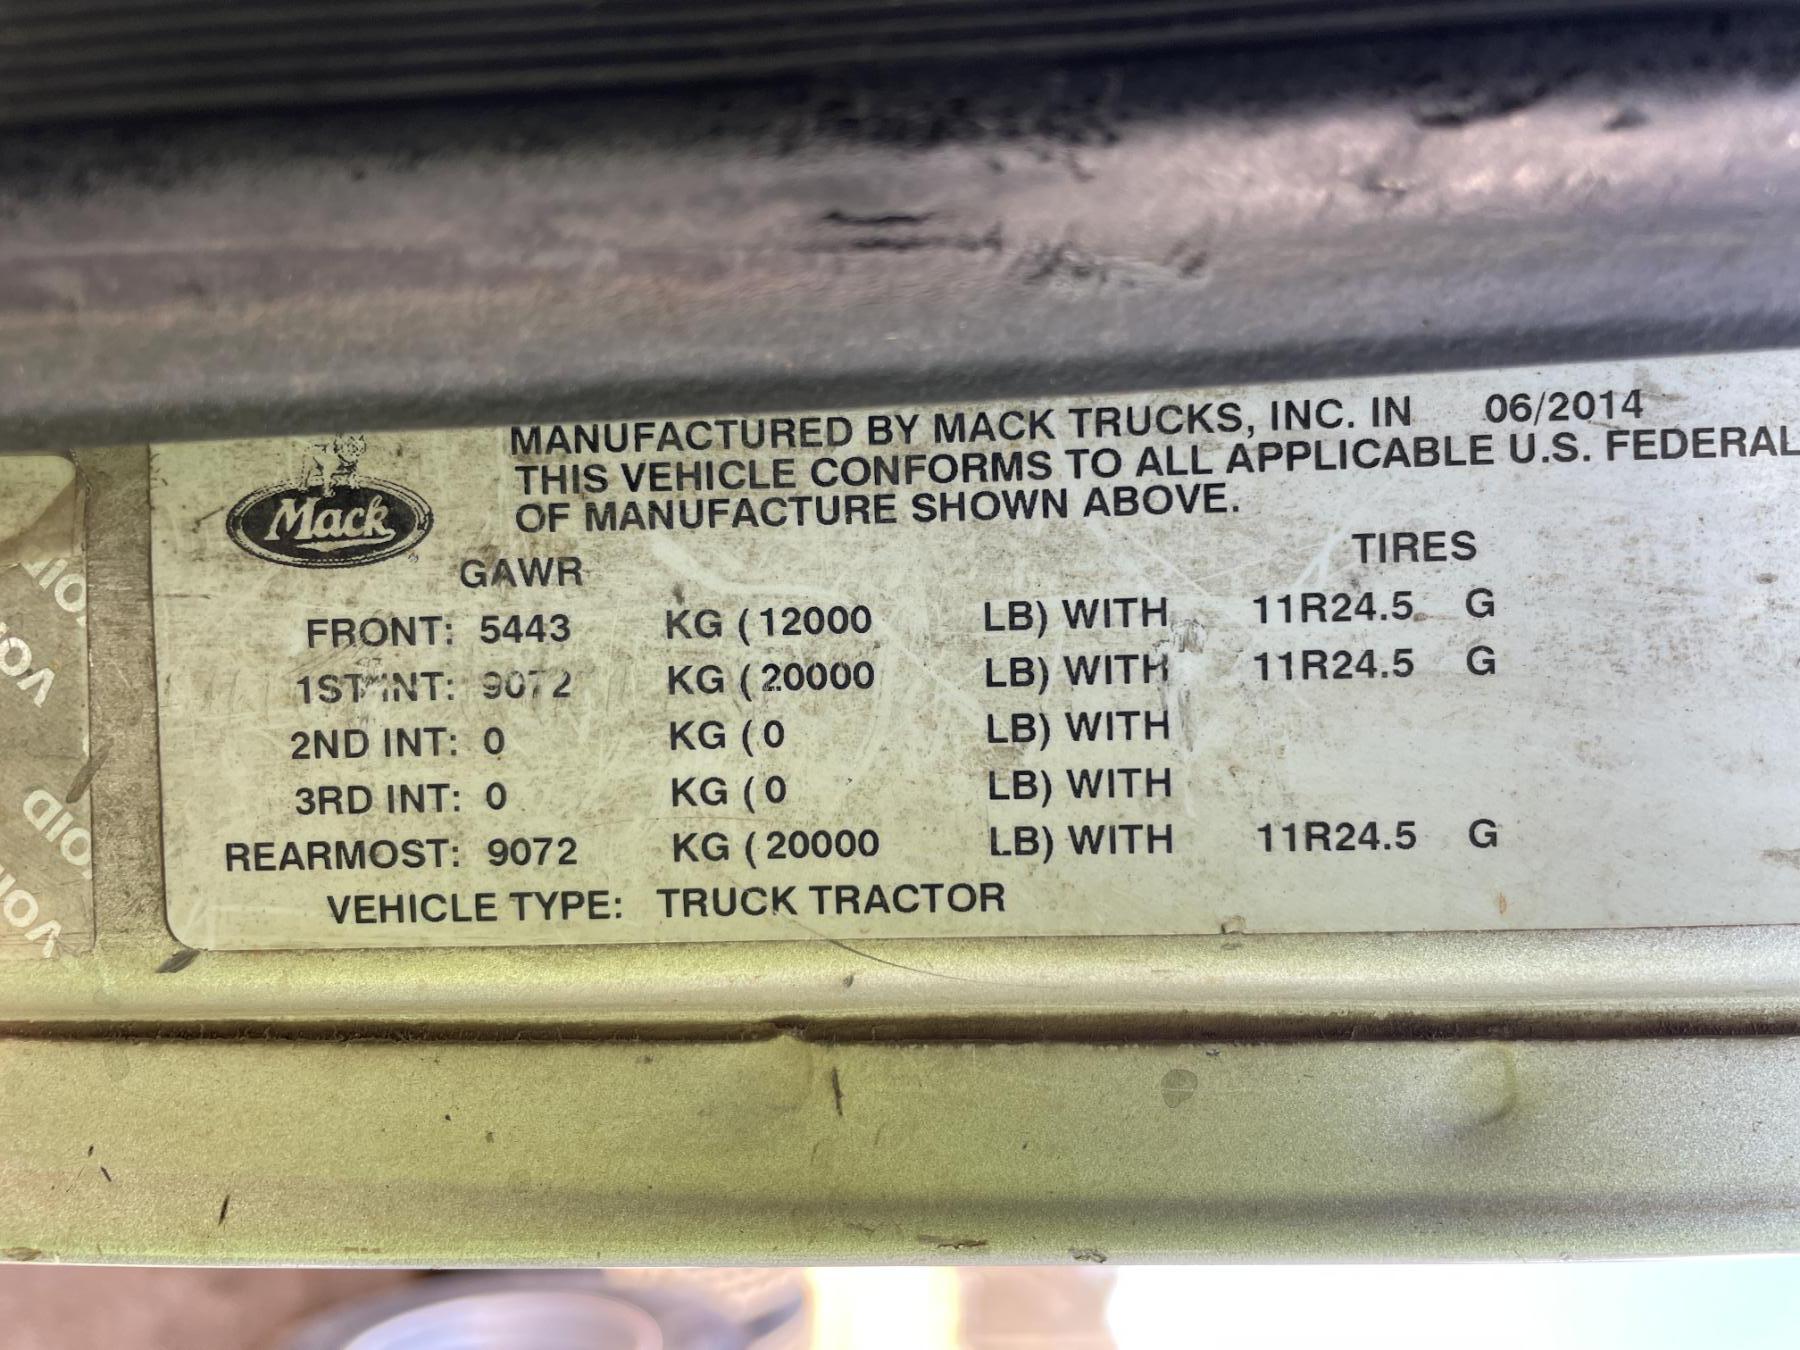 MANUFACTURED BY MACK TRUCKS, INC. IN 06/2014
THIS VEHICLE CONFORMS TO ALL APPLICABLE U.S. FEDERAL
OF MANUFACTURE SHOWN ABOVE.
Mack
GAWR TIRES
FRONT: 5443 KG (12000 LB) WITH 11R24.5 G
1ST INT: 9072 KG (20000 LB) WITH 11R24.5 G
2ND INT: 0 KG (0 LB) WITH
3RD INT: 0 KG (0 LB) WITH
REARMOST: 9072 KG (20000 LB) WITH 11R24.5 G
VEHICLE TYPE: TRUCK TRACTOR
VOID